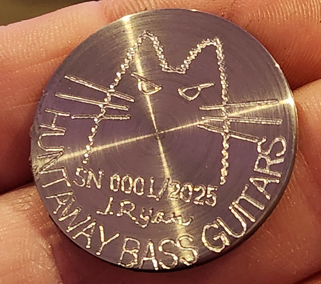 SN 0001/2025
J.Ryan
HUNTAWAY BASS GUITARS